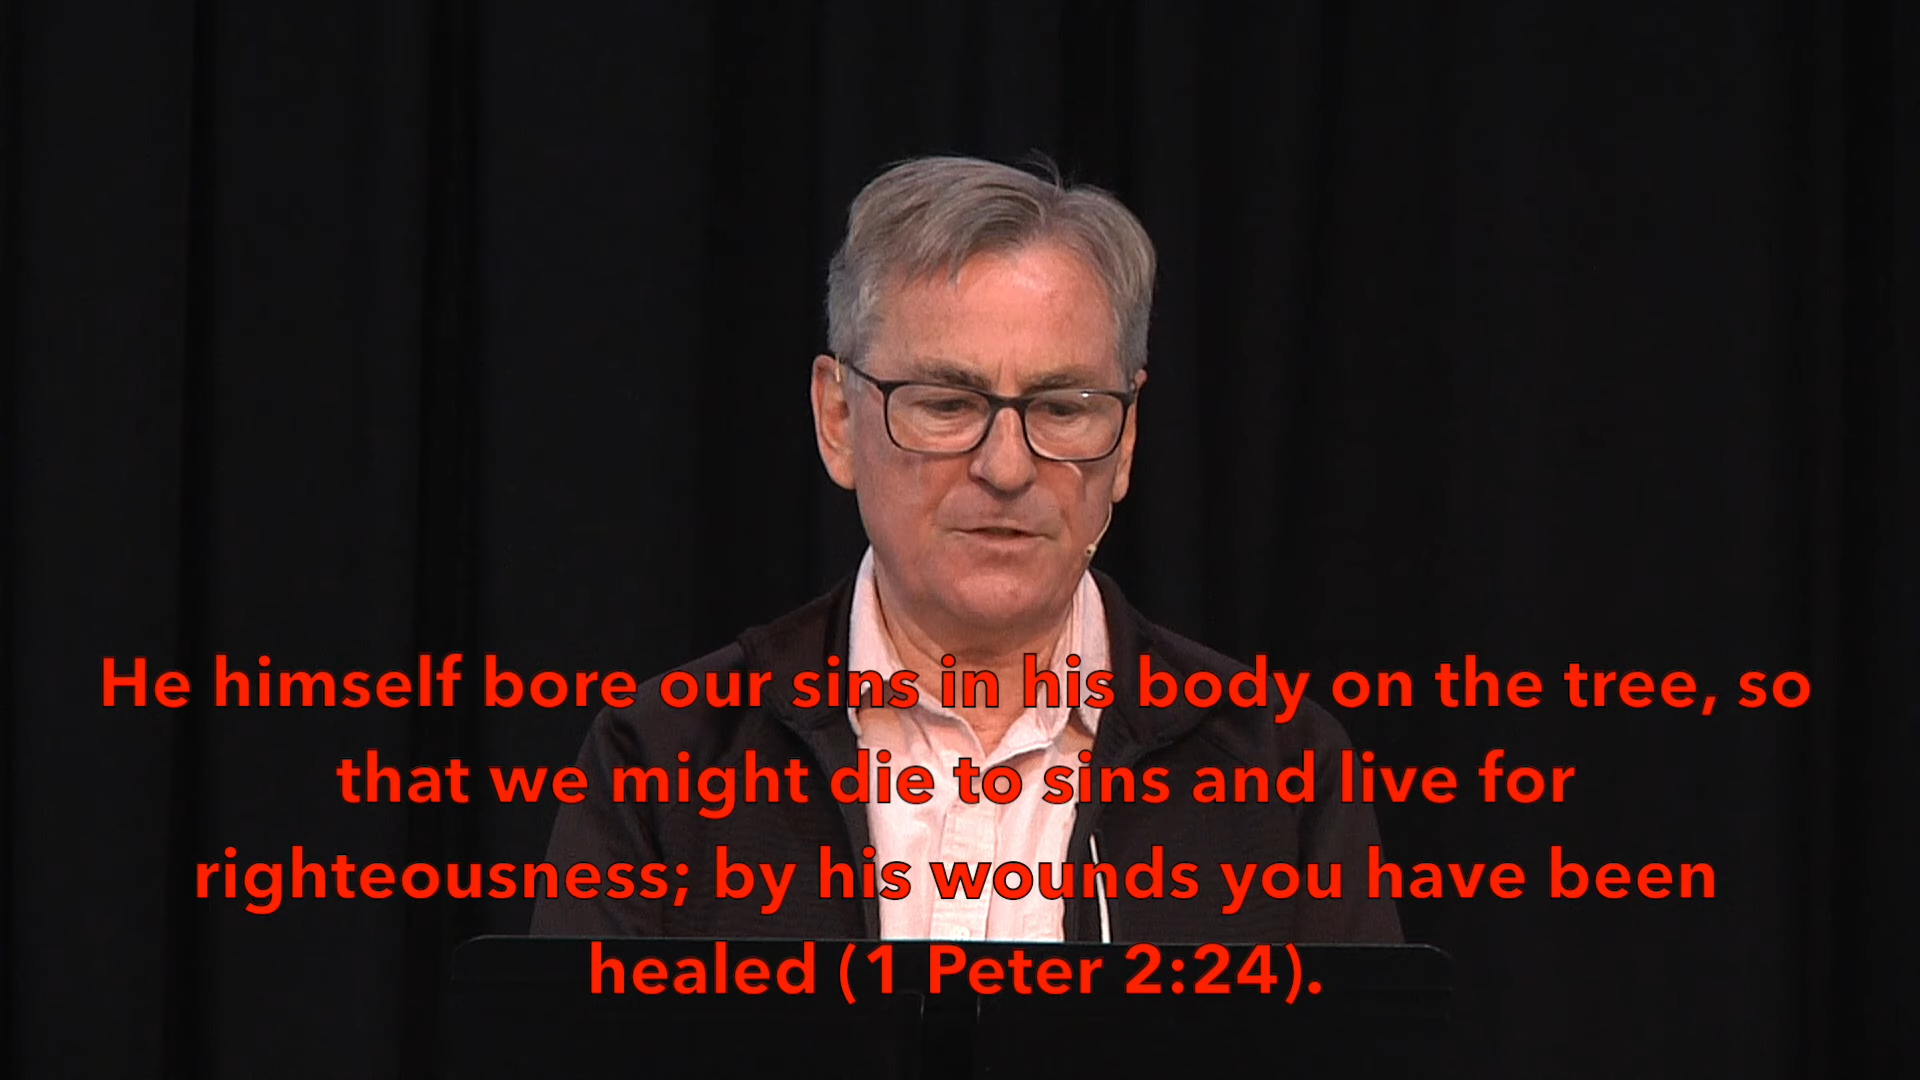 He himself bore our sins in his body on the tree, so
that we might die to sins and live for
righteousness; by his wounds you have been
healed (1 Peter 2:24).